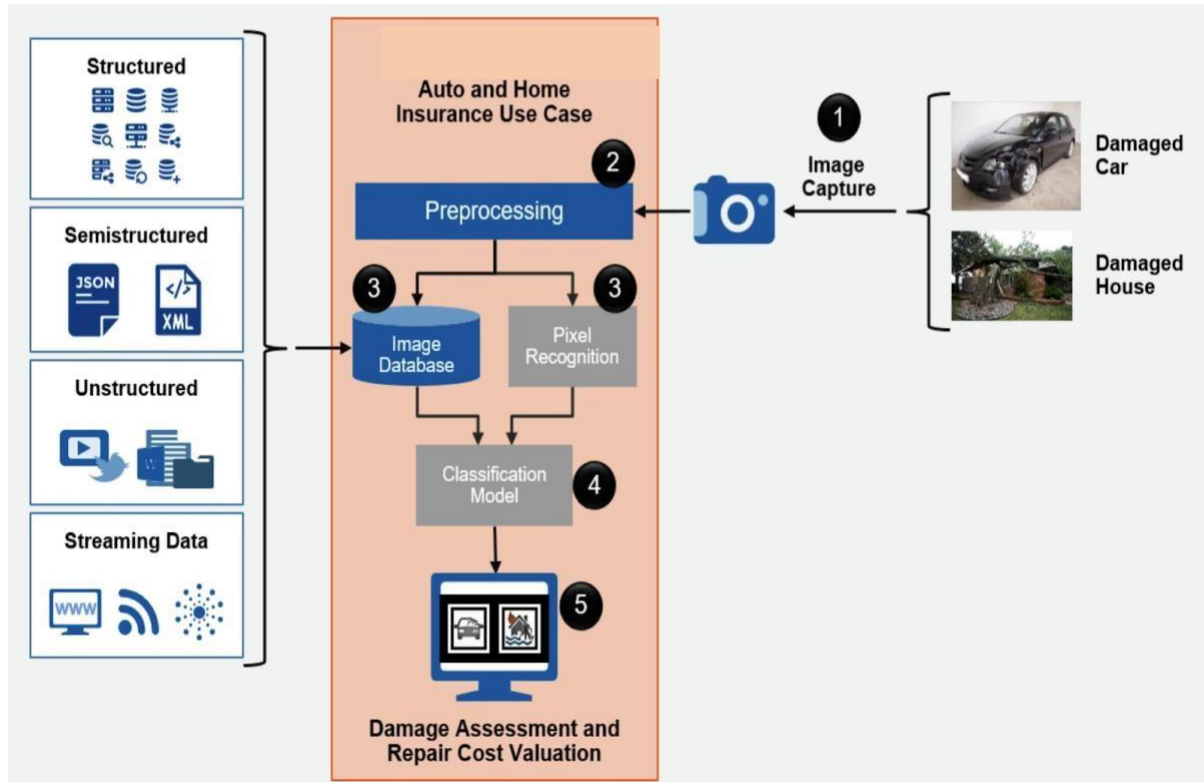 Structured
Semistructured
JSON
</>
XML
Unstructured
W
Streaming Data
WWW
Auto and Home
Insurance Use Case
2
Preprocessing
3
Image
Database
3
Pixel
Recognition
Classification
Model
4
5
Damage Assessment and
Repair Cost Valuation
1
Image
Capture
Damaged
Car
Damaged
House